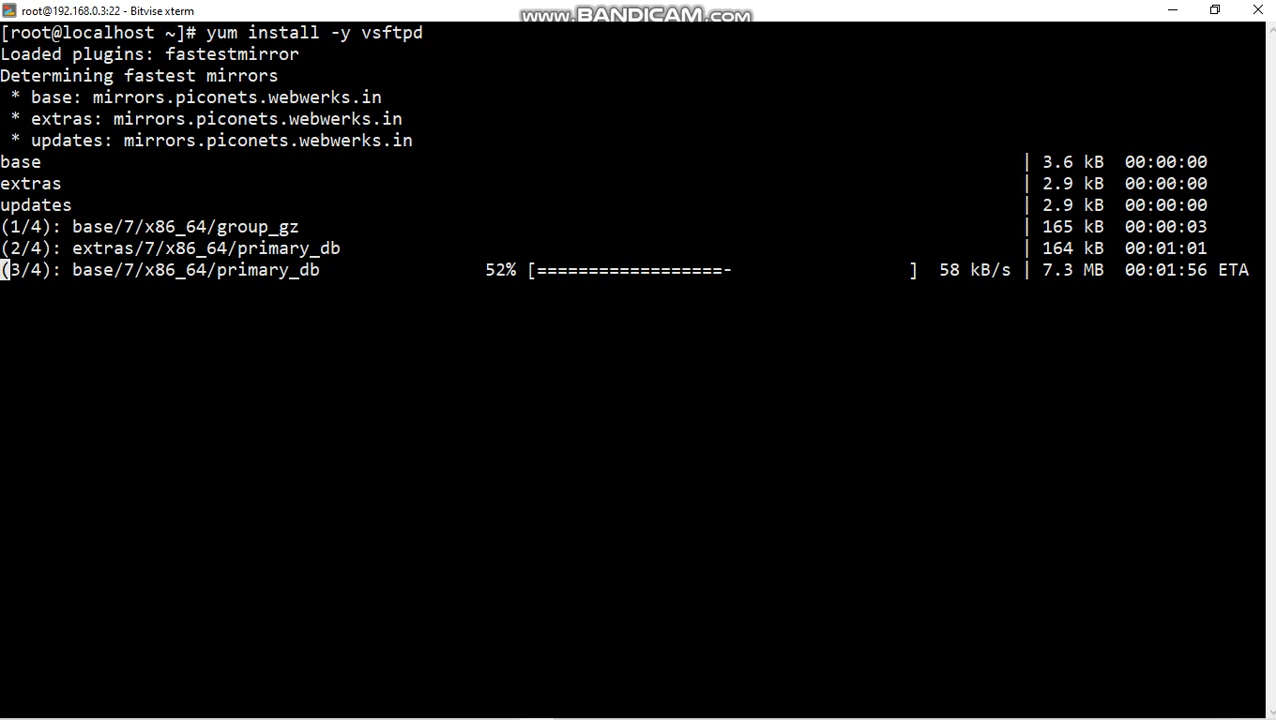 root@192.168.0.3:22 - Bitvise xterm
www.BANDICAM.com
[root@localhost ~]# yum install -y vsftpd
Loaded plugins: fastestmirror
Determining fastest mirrors
 * base: mirrors.piconets.webwerks.in
 * extras: mirrors.piconets.webwerks.in
 * updates: mirrors.piconets.webwerks.in
base | 3.6 kB 00:00:00
extras | 2.9 kB 00:00:00
updates | 2.9 kB 00:00:00
(1/4): base/7/x86_64/group_gz | 165 kB 00:00:03
(2/4): extras/7/x86_64/primary_db | 164 kB 00:01:01
(3/4): base/7/x86_64/primary_db 52% [==================- ] 58 kB/s | 7.3 MB 00:01:56 ETA